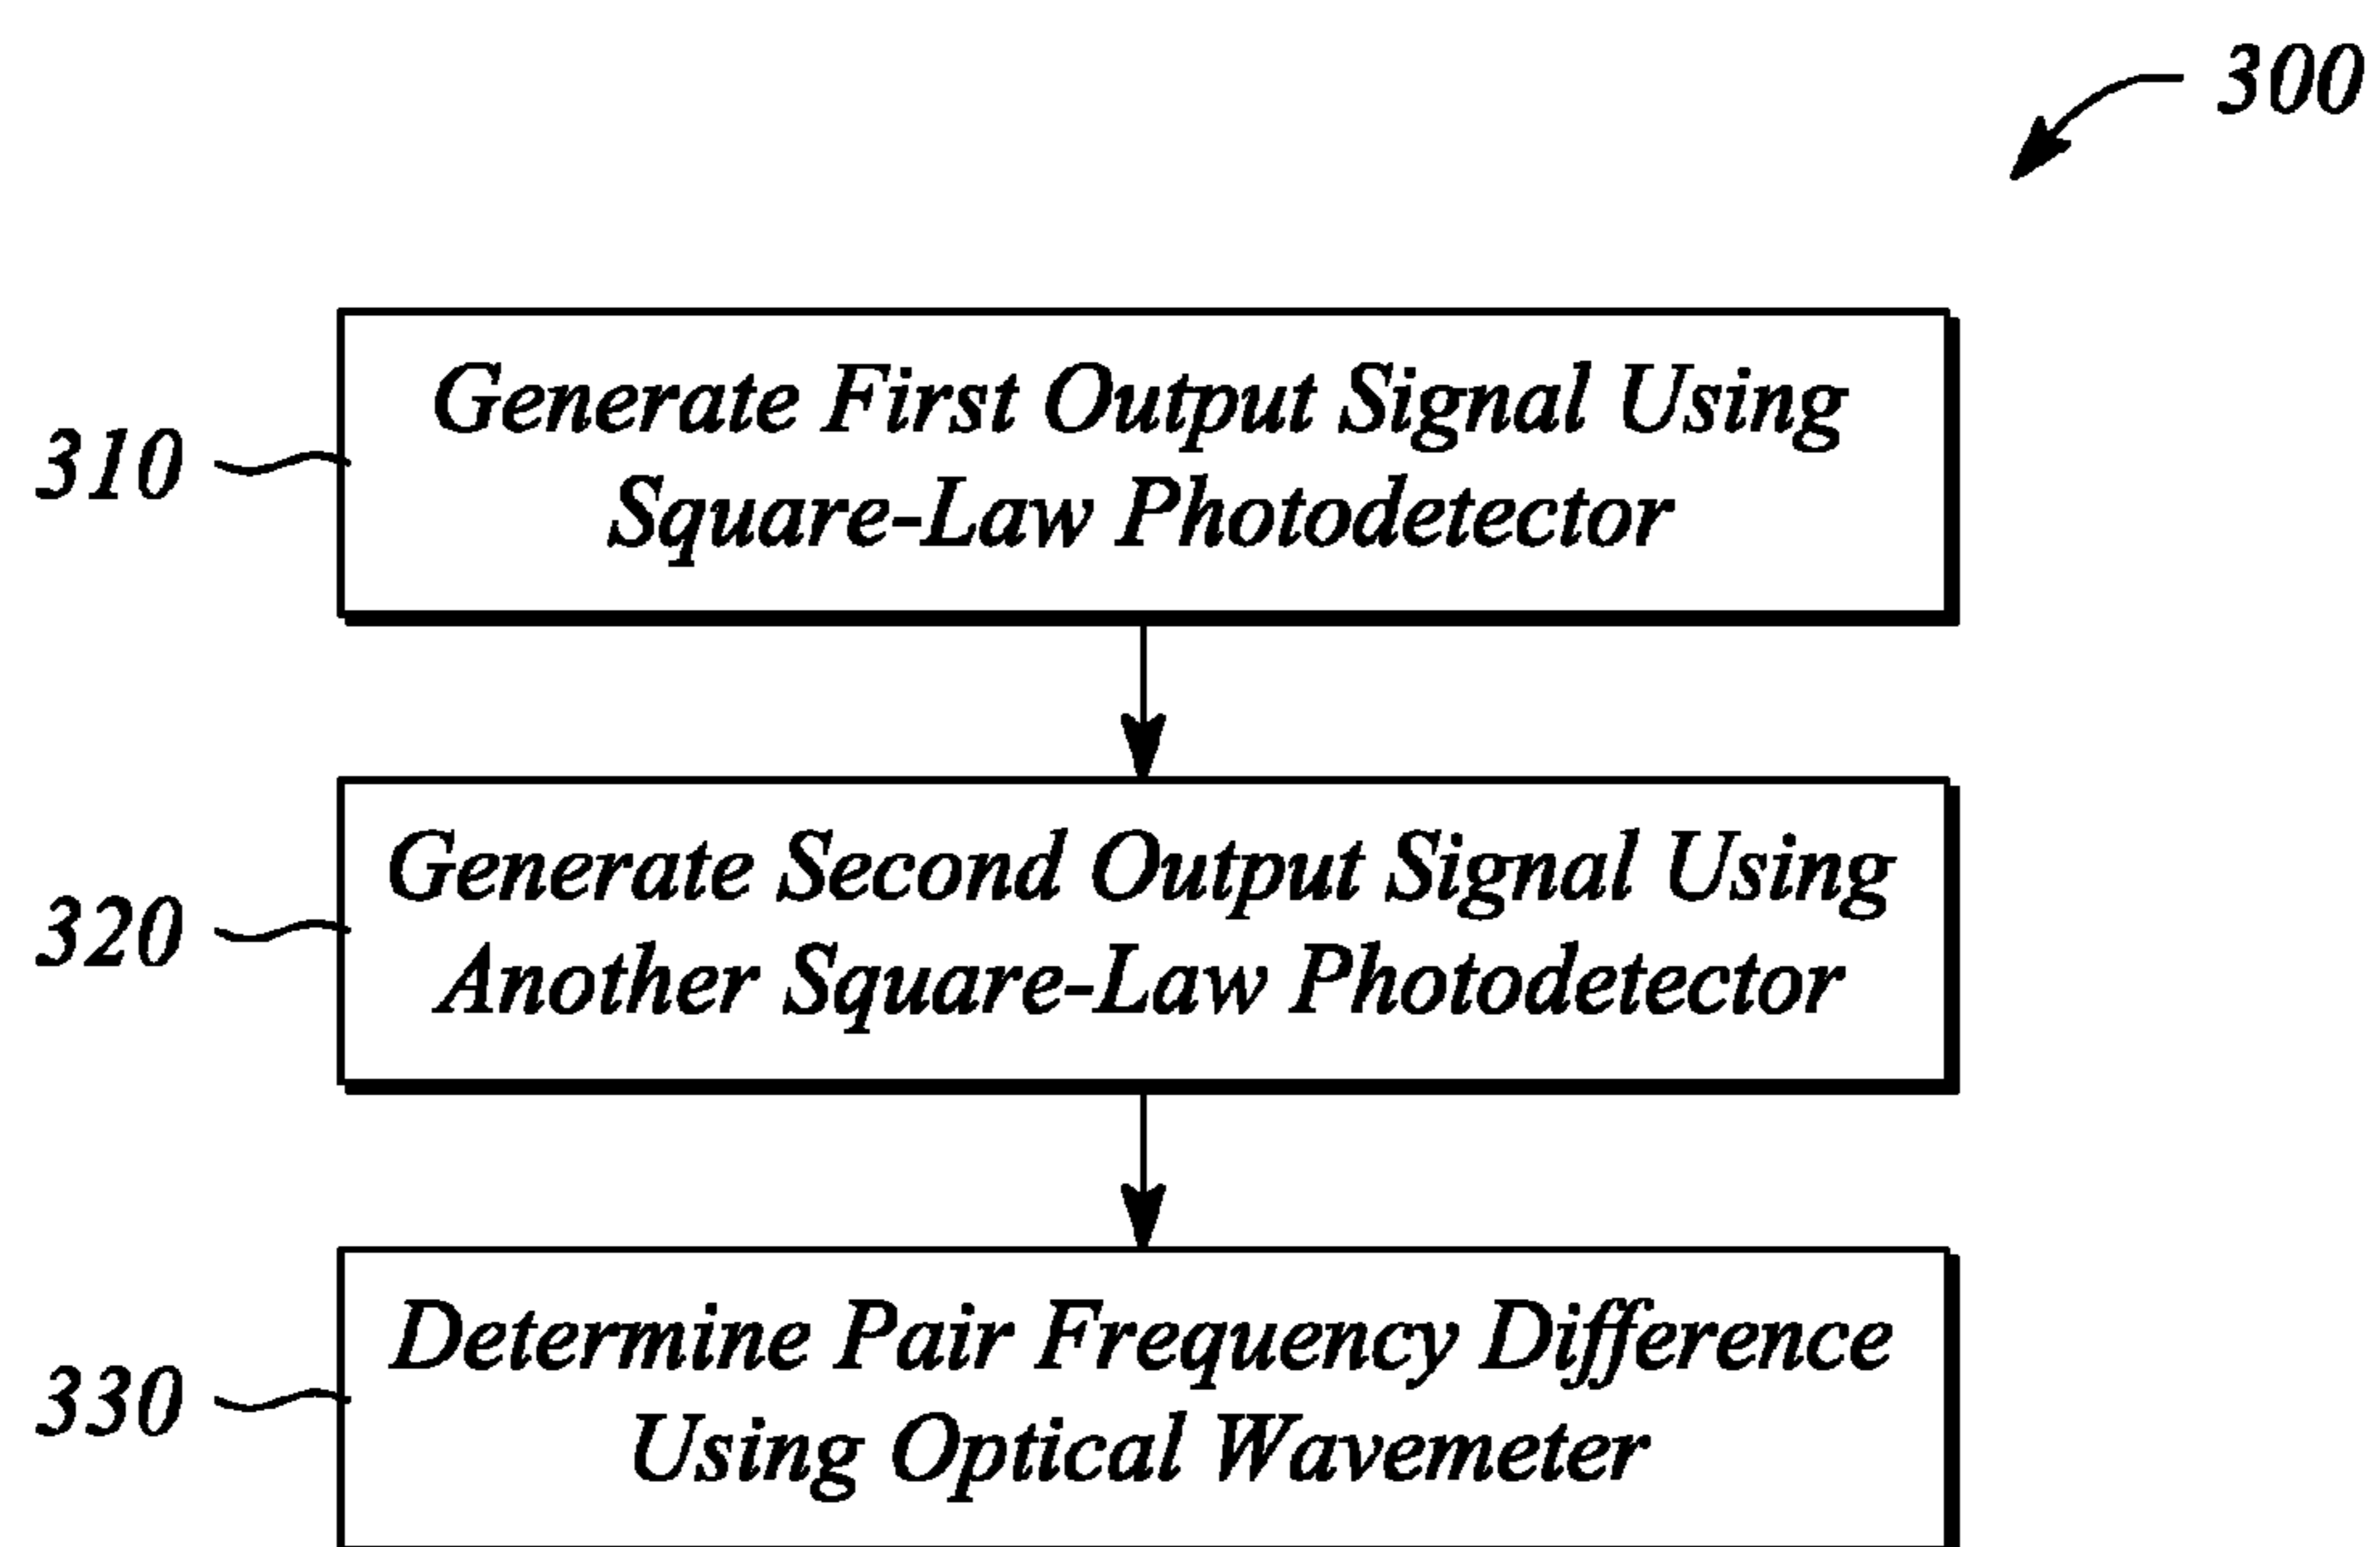 300
310
Generate First Output Signal Using
Square-Law Photodetector
320
Generate Second Output Signal Using
Another Square-Law Photodetector
330
Determine Pair Frequency Difference
Using Optical Wavemeter